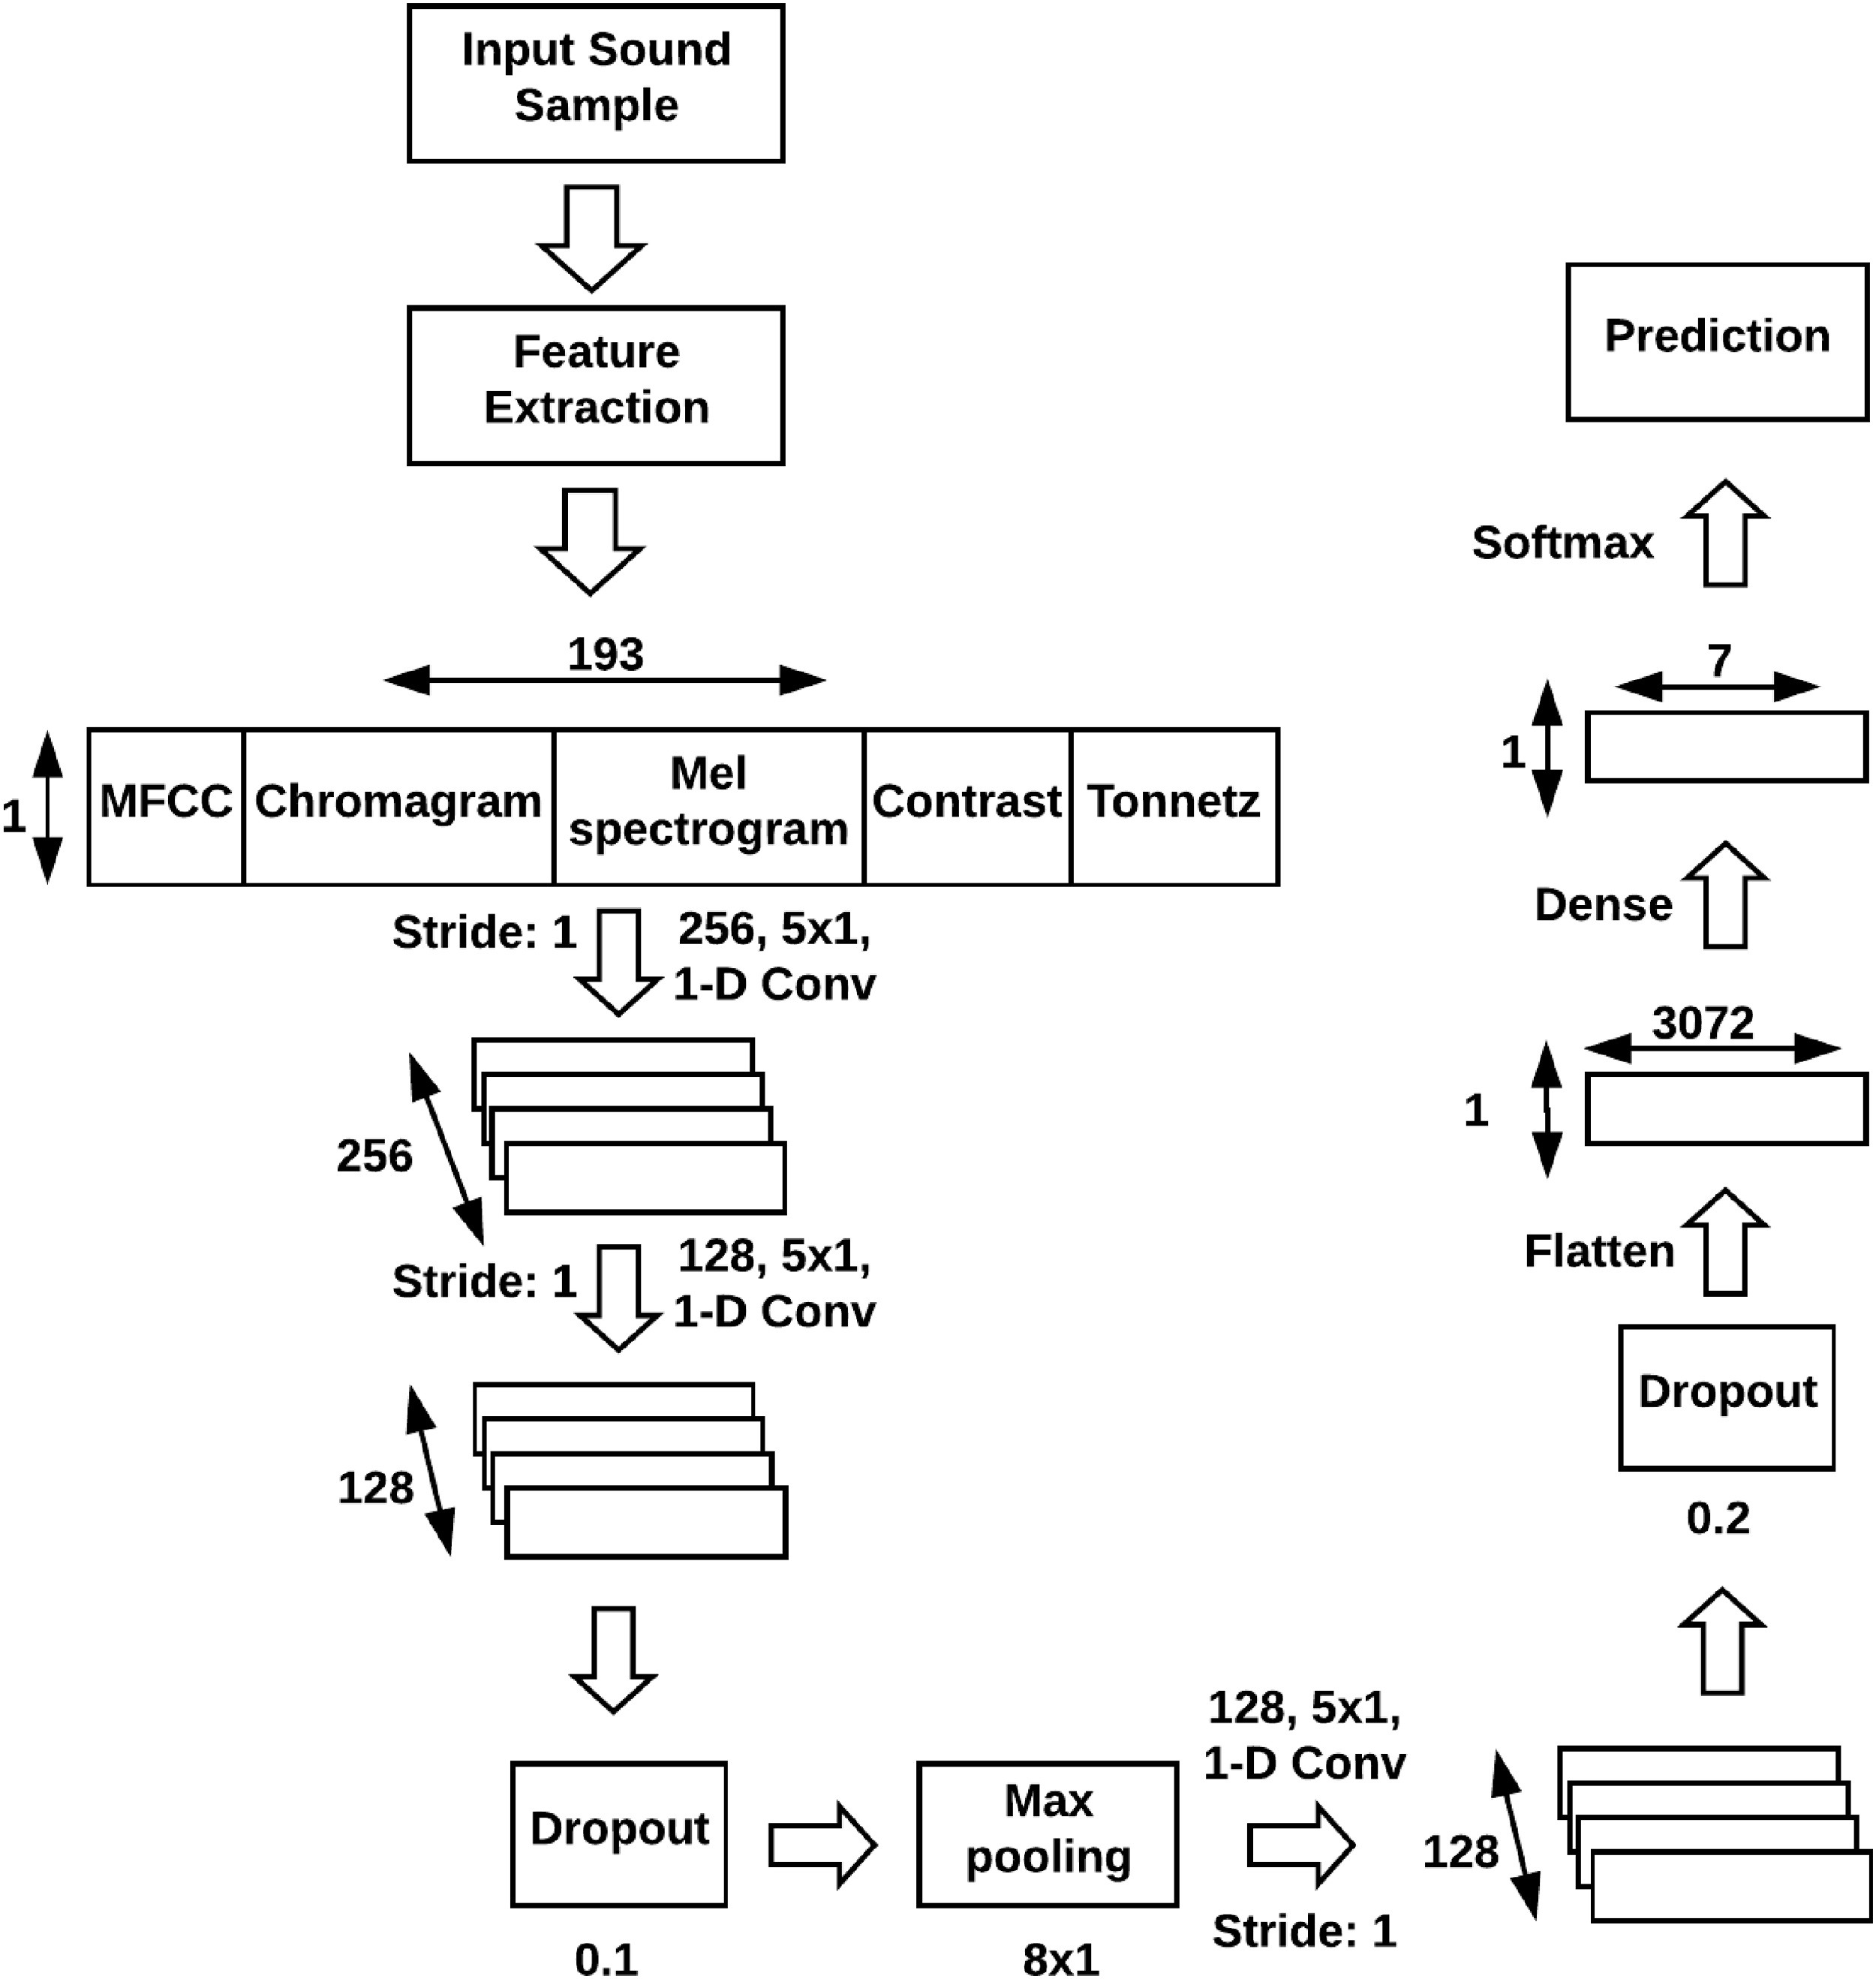 Input Sound
Sample
Feature
Extraction
193
1
MFCC
Chromagram
Mel
spectrogram
Contrast
Tonnetz
Stride: 1
256, 5x1,
1-D Conv
256
Stride: 1
128, 5x1,
1-D Conv
128
Dropout
0.1
Max
pooling
8x1
128, 5x1,
1-D Conv
Stride: 1
128
Dropout
0.2
Flatten
3072
1
Dense
7
1
Softmax
Prediction